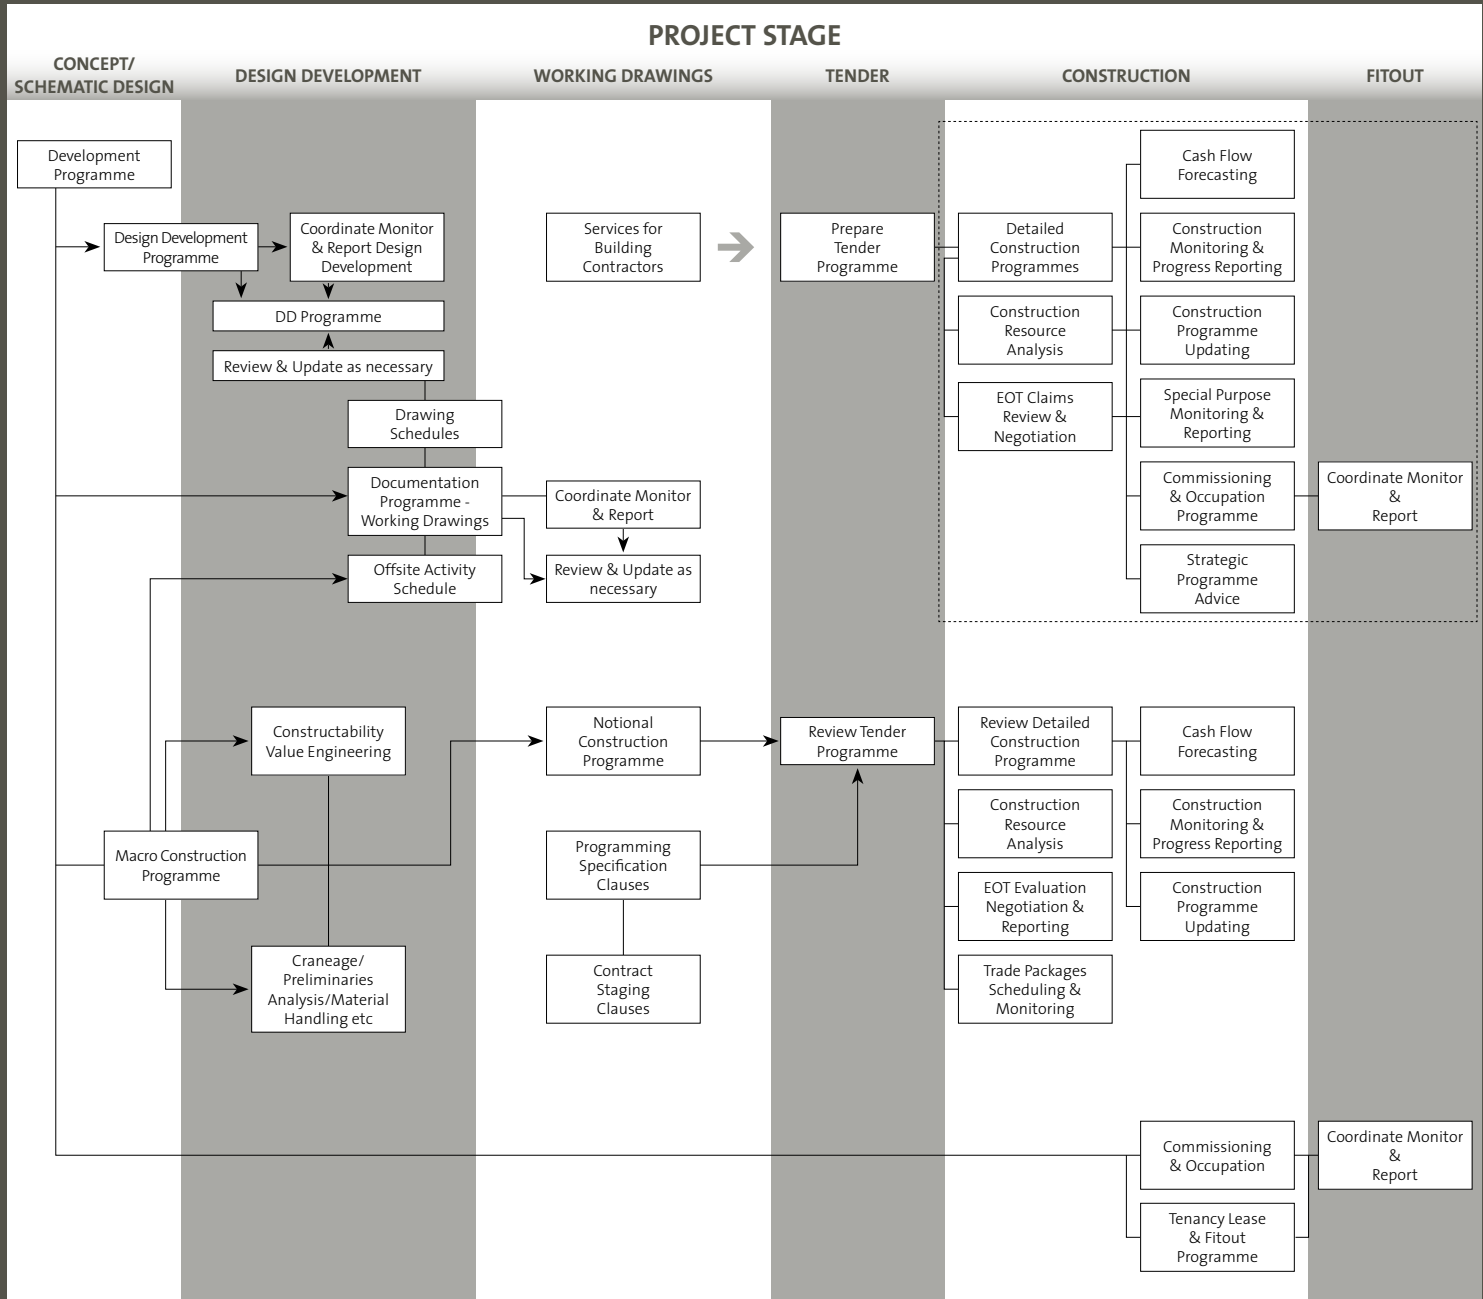 PROJECT STAGE
CONCEPT/
SCHEMATIC DESIGN
DESIGN DEVELOPMENT
WORKING DRAWINGS
TENDER
CONSTRUCTION
FITOUT
Development
Programme
Design Development
Programme
Coordinate Monitor
& Report Design
Development
DD Programme
Review & Update as necessary
Drawing
Schedules
Documentation
Programme -
Working Drawings
Offsite Activity
Schedule
Services for
Building
Contractors
Coordinate Monitor
& Report
Review & Update as
necessary
Prepare
Tender
Programme
Detailed
Construction
Programmes
Construction
Resource
Analysis
EOT Claims
Review &
Negotiation
Cash Flow
Forecasting
Construction
Monitoring &
Progress Reporting
Construction
Programme
Updating
Special Purpose
Monitoring &
Reporting
Commissioning
& Occupation
Programme
Strategic
Programme
Advice
Coordinate Monitor
&
Report
Macro Construction
Programme
Constructability
Value Engineering
Craneage/
Preliminaries
Analysis/Material
Handling etc
Notional
Construction
Programme
Programming
Specification
Clauses
Contract
Staging
Clauses
Review Tender
Programme
Review Detailed
Construction
Programme
Construction
Resource
Analysis
EOT Evaluation
Negotiation &
Reporting
Trade Packages
Scheduling &
Monitoring
Cash Flow
Forecasting
Construction
Monitoring &
Progress Reporting
Construction
Programme
Updating
Commissioning
& Occupation
Tenancy Lease
& Fitout
Programme
Coordinate Monitor
&
Report